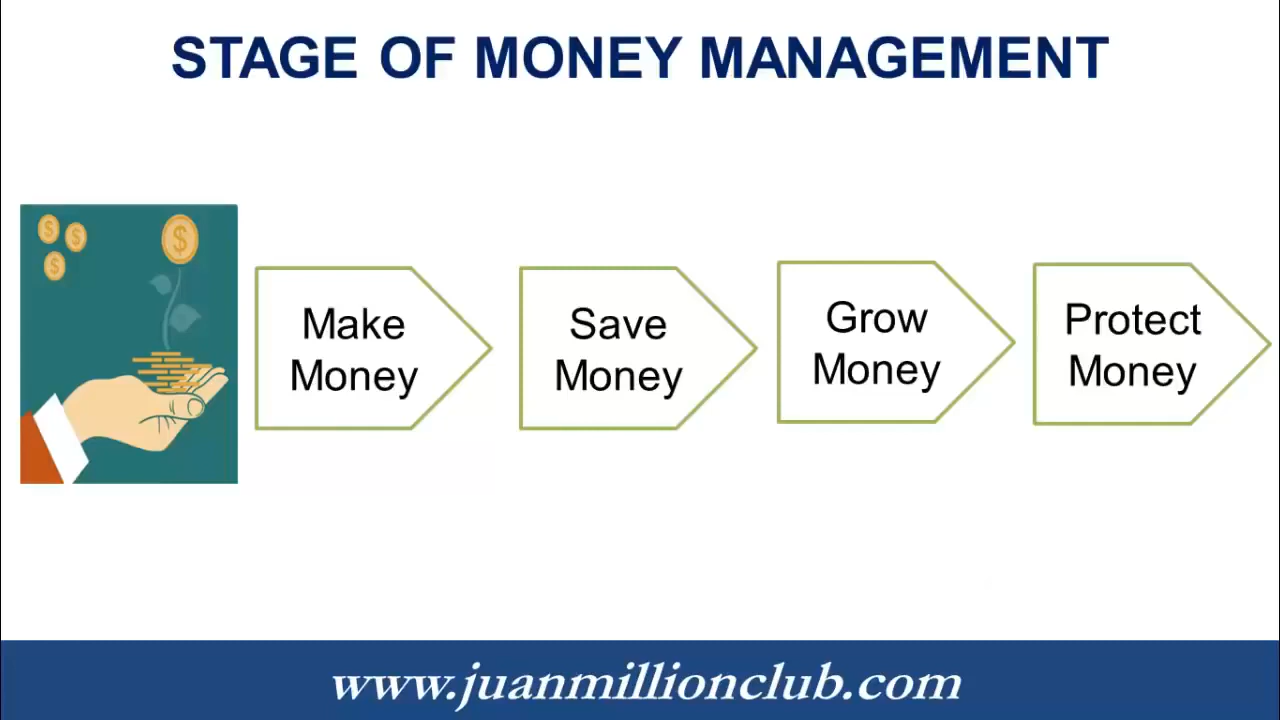 STAGE OF MONEY MANAGEMENT
$
$
$
$
Make
Money
Save
Money
Grow
Money
Protect
Money
www.juanmillionclub.com